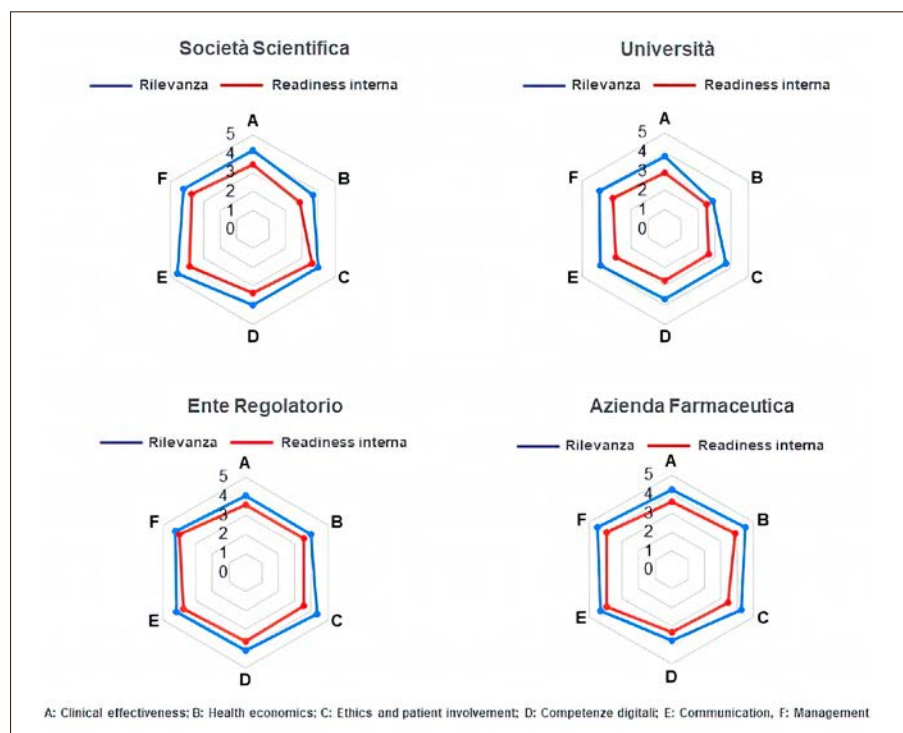 Società Scientifica
Rilevanza Readiness interna
A
5
4
3
2
1
0
B
C
D
E
F
Università
Rilevanza Readiness interna
A
5
4
3
2
1
0
B
C
D
E
F
Ente Regolatorio
Rilevanza Readiness interna
A
5
4
3
2
1
0
B
C
D
E
F
Azienda Farmaceutica
Rilevanza Readiness interna
A
5
4
3
2
1
0
B
C
D
E
F
A: Clinical effectiveness; B: Health economics; C: Ethics and patient involvement; D: Competenze digitali; E: Communication, F: Management